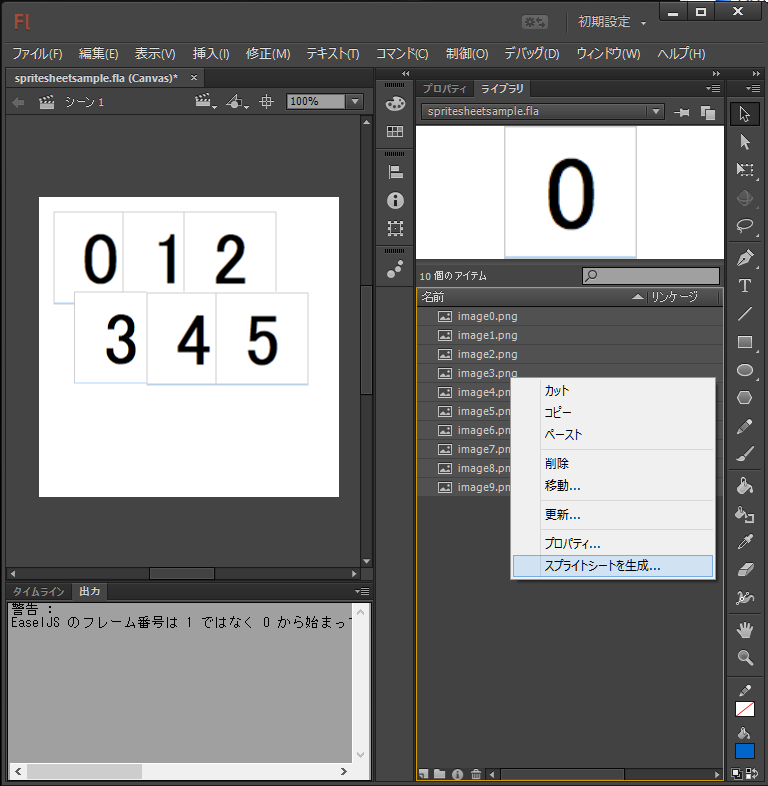 Fl
初期設定
ファイル(F) 編集(E) 表示(V) 挿入(I) 修正(M) テキスト(T) コマンド(C) 制御(O) デバッグ(D) ウィンドウ(W) ヘルプ(H)
spritesheetsample.fla (Canvas)*
シーン 1
100%
0 1 2
3 4 5
タイムライン 出力
警告 :
EaselJS のフレーム番号は 1 ではなく 0 から始まっ
プロパティ ライブラリ
spritesheetsample.fla
0
10 個のアイテム
名前 リンケージ
image0.png
image1.png
image2.png
image3.png
image4.pn
image5.pn
image6.pn
image7.pn
image8.pn
image9.pn
カット
コピー
ペースト
削除
移動...
更新...
プロパティ...
スプライトシートを生成...
T